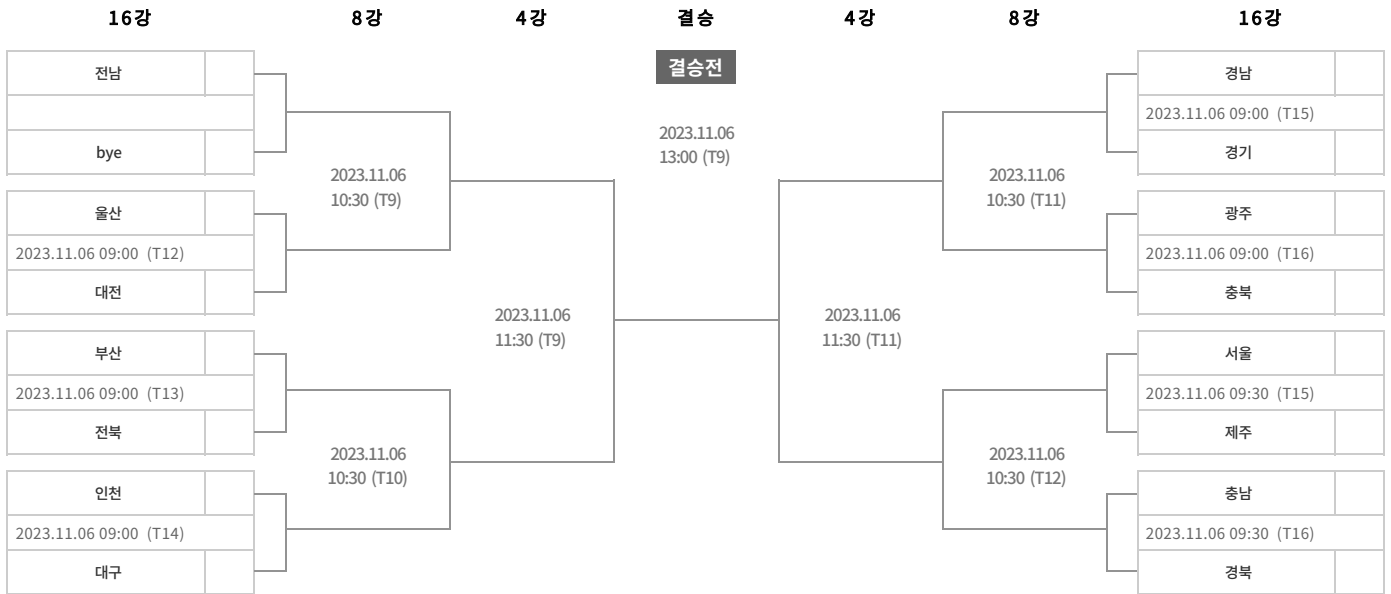 16강 8강 4강 결승 4강 8강 16강
결승전
전남
bye
2023.11.06
10:30 (T9)
울산
2023.11.06 09:00 (T12)
대전
부산
2023.11.06 09:00 (T13)
전북
2023.11.06
10:30 (T10)
인천
2023.11.06 09:00 (T14)
대구
2023.11.06
11:30 (T9)
2023.11.06
13:00 (T9)
2023.11.06
11:30 (T11)
2023.11.06
10:30 (T11)
2023.11.06
10:30 (T12)
경남
2023.11.06 09:00 (T15)
경기
광주
2023.11.06 09:00 (T16)
충북
서울
2023.11.06 09:30 (T15)
제주
충남
2023.11.06 09:30 (T16)
경북